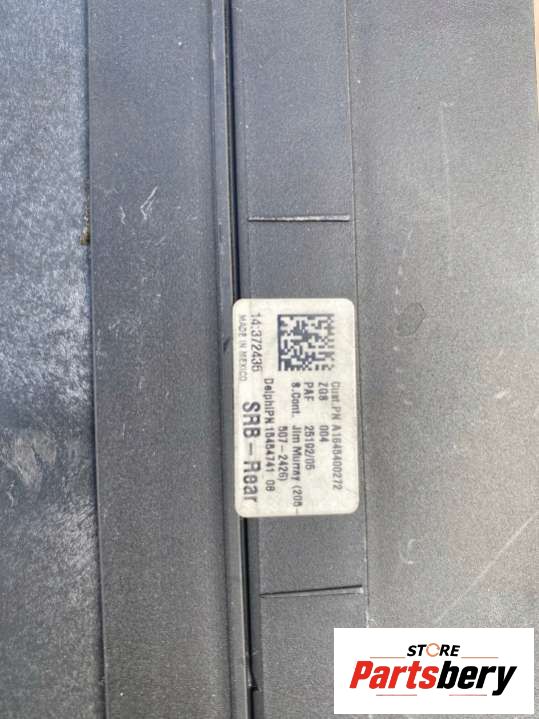 Cust.PN A1645400272
ZGS 004
PAF 25192/05
S.Cont. Jim Murray (205-
507-2426)
DelphiPN 15454741 08
SRB-Rear
14:372436
MADE IN MEXICO
STORE
Partsbery